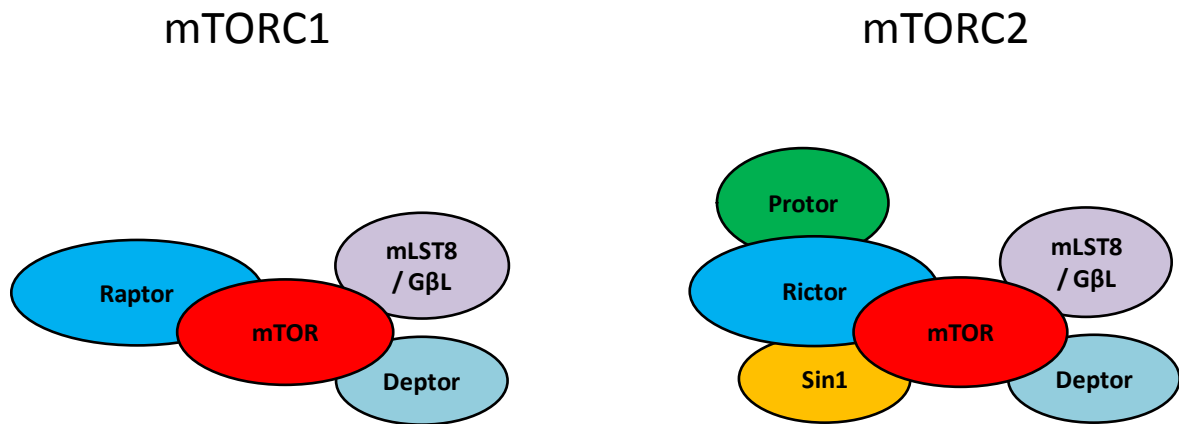 mTORC1
mTORC2
Raptor
mTOR
mLST8
/ GβL
Deptor
Protor
Rictor
mTOR
mLST8
/ GβL
Sin1
Deptor